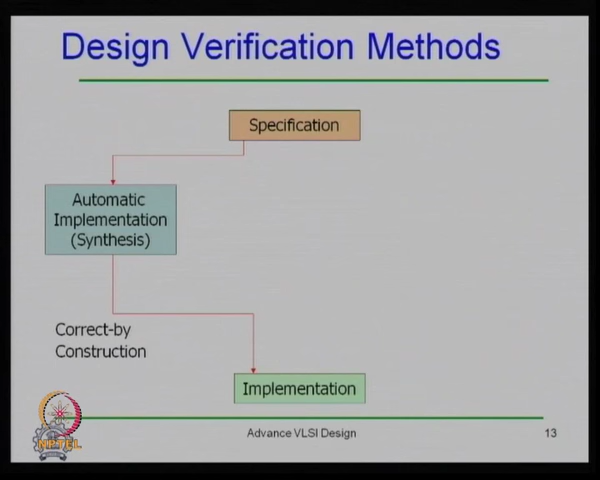 Design Verification Methods
Specification
Automatic
Implementation
(Synthesis)
Correct-by
Construction
Implementation
NPTEL
Advance VLSI Design
13